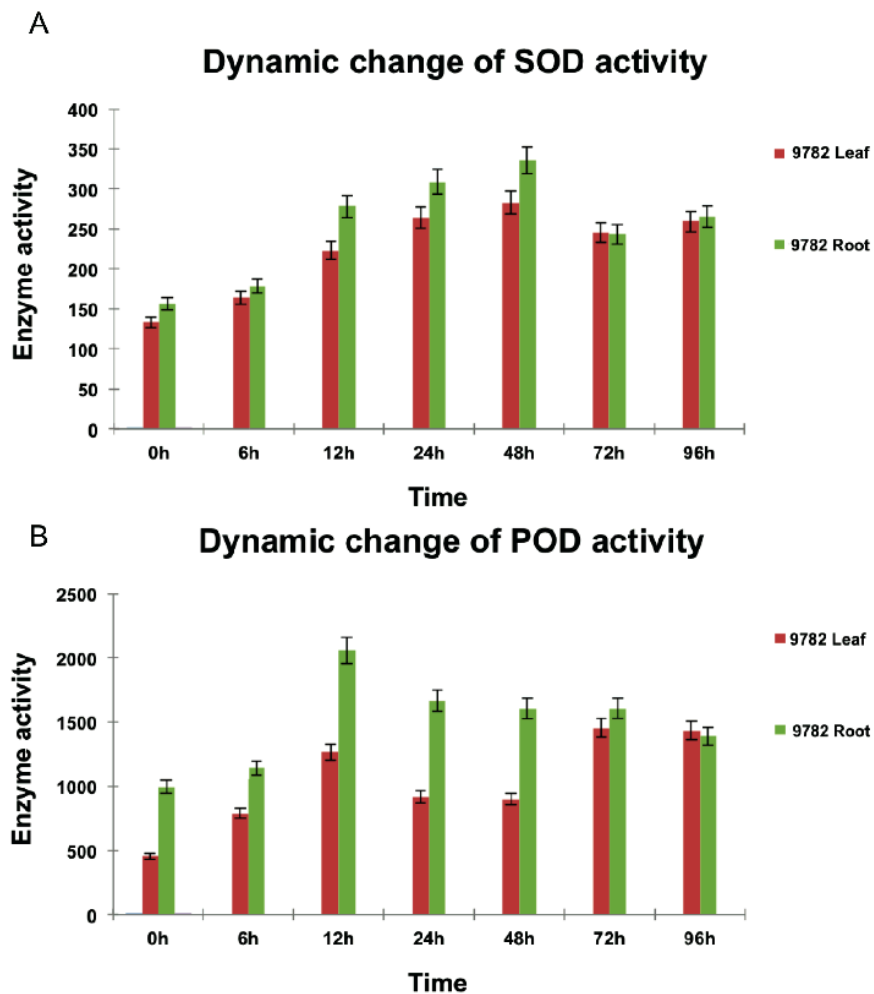 A
Dynamic change of SOD activity
400
350
300
250
200
150
100
50
0
Enzyme activity
0h 6h 12h 24h 48h 72h 96h
Time
9782 Leaf
9782 Root
B
Dynamic change of POD activity
2500
2000
1500
1000
500
0
Enzyme activity
0h 6h 12h 24h 48h 72h 96h
Time
9782 Leaf
9782 Root